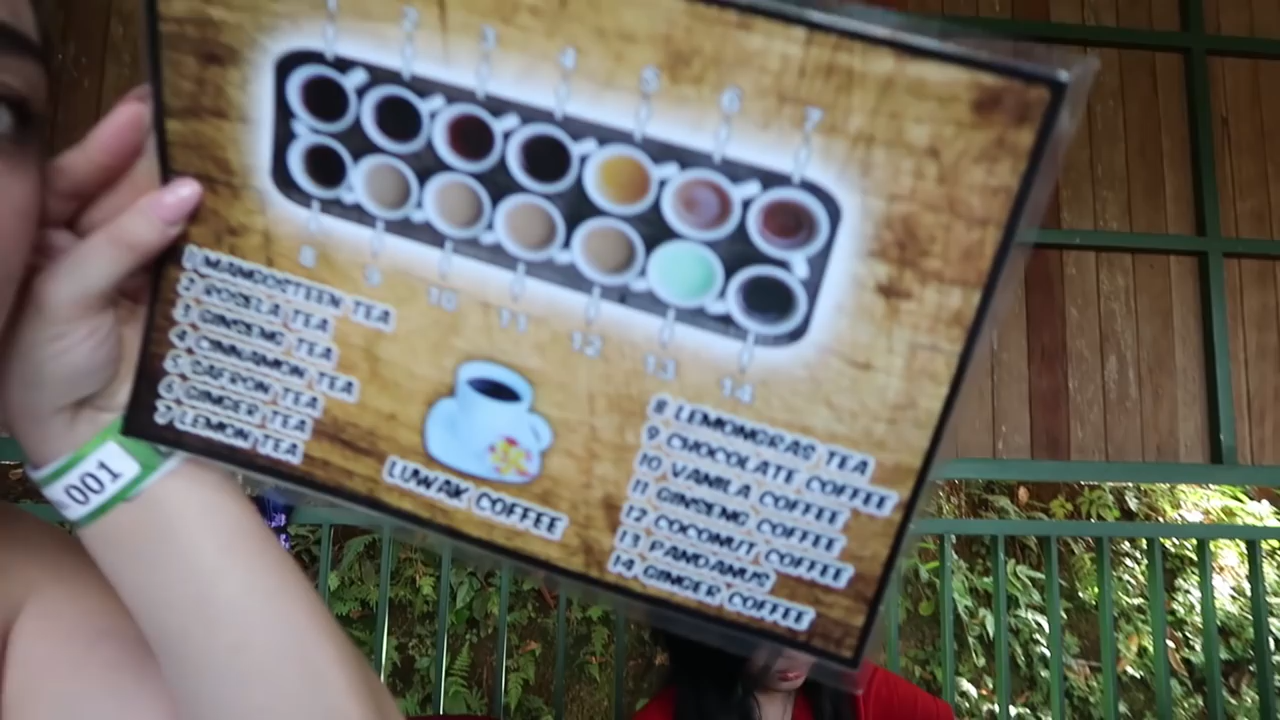 1 2 3 4 5 6 7
8 9 10 11 12 13 14
1 MANGOSTEEN TEA
2 ROSELA TEA
3 GINSENG TEA
4 CINNAMON TEA
5 SAFRON TEA
6 GINGER TEA
7 LEMON TEA
LUWAK COFFEE
8 LEMONGRAS TEA
9 CHOCOLATE COFFEE
10 VANILA COFFEE
11 GINSENG COFFEE
12 COCONUT COFFEE
13 PANDANUS
14 GINGER COFFEE
001